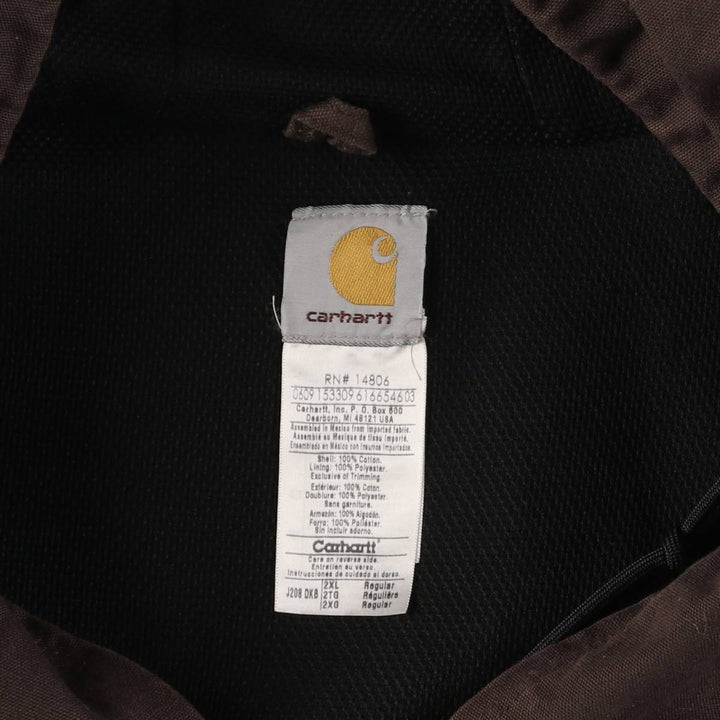 carhartt
RN# 14806
0609 153309 616654603
Carhartt, Inc. P. O. Box 600
Dearborn, MI 48121 USA
Assembled in Mexico from imported fabric.
Assemblé au Mexique de tissu importé.
Ensamblado en México con insumos importados.
Shell: 100% Cotton.
Lining: 100% Polyester.
Exclusive of Trimming.
Extérieur: 100% Coton.
Doublure: 100% Polyester.
Sans garniture.
Armazón: 100% Algodón.
Forro: 100% Poliéster.
Sin incluir adorno.
Carhartt
Care on reverse side.
Entretien au verso.
Instrucciones de cuidado al dorso.
2XL Regular
J208 DKB 2TG Régulière
2XG Regular